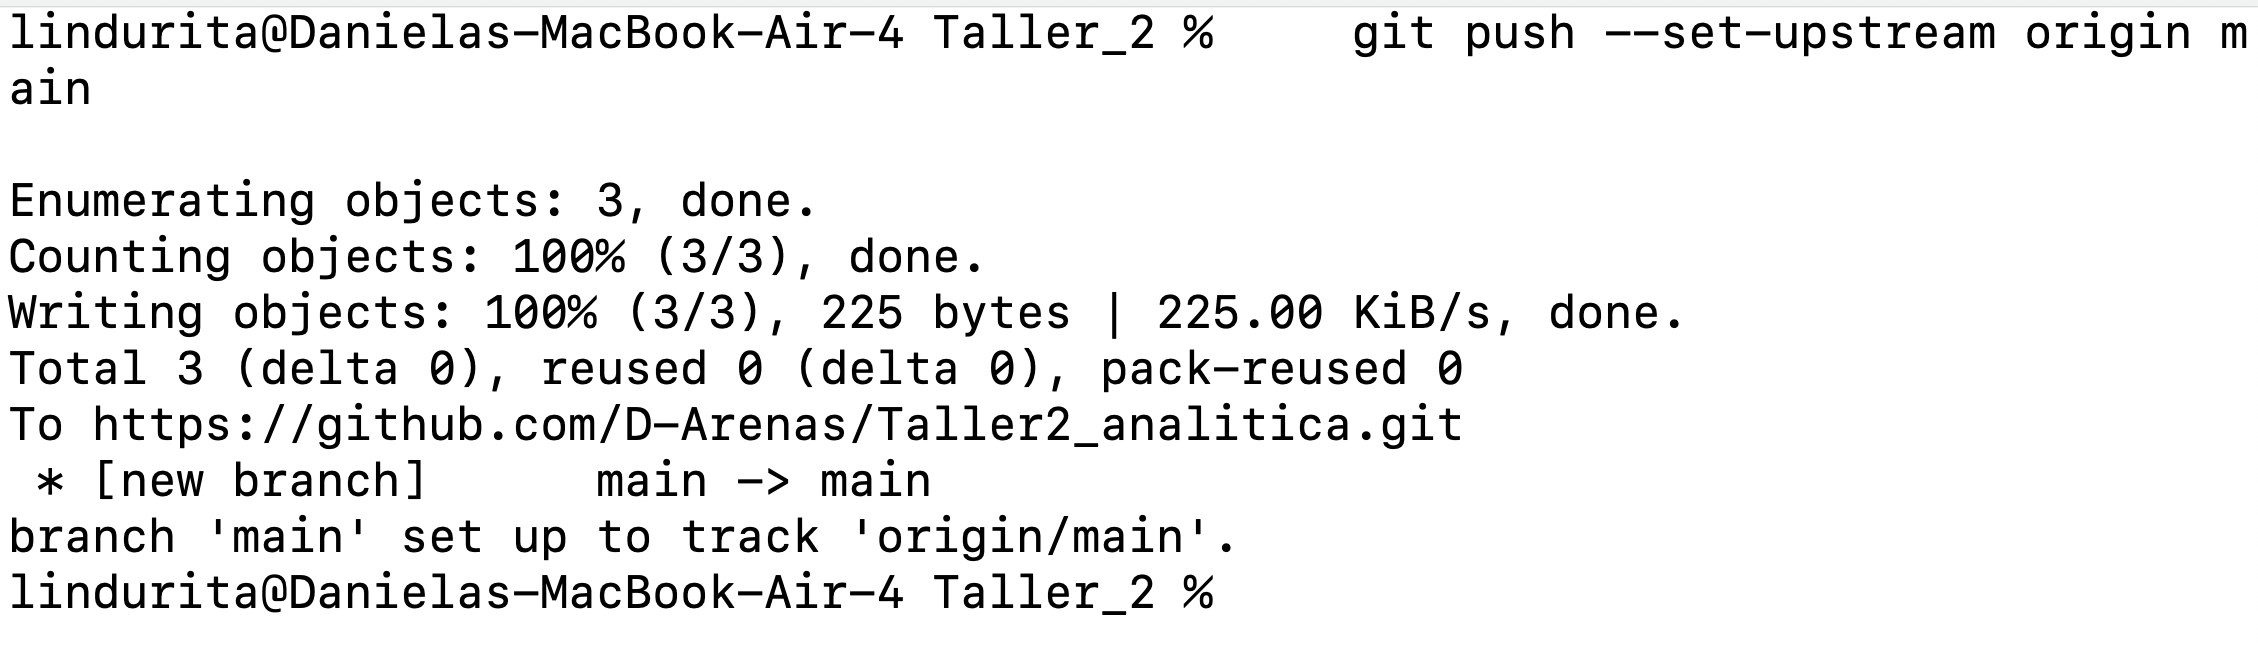 lindurita@Danielas-MacBook-Air-4 Taller_2 %     git push --set-upstream origin m
ain
Enumerating objects: 3, done.
Counting objects: 100% (3/3), done.
Writing objects: 100% (3/3), 225 bytes | 225.00 KiB/s, done.
Total 3 (delta 0), reused 0 (delta 0), pack-reused 0
To https://github.com/D-Arenas/Taller2_analitica.git
 * [new branch]      main -> main
branch 'main' set up to track 'origin/main'.
lindurita@Danielas-MacBook-Air-4 Taller_2 %